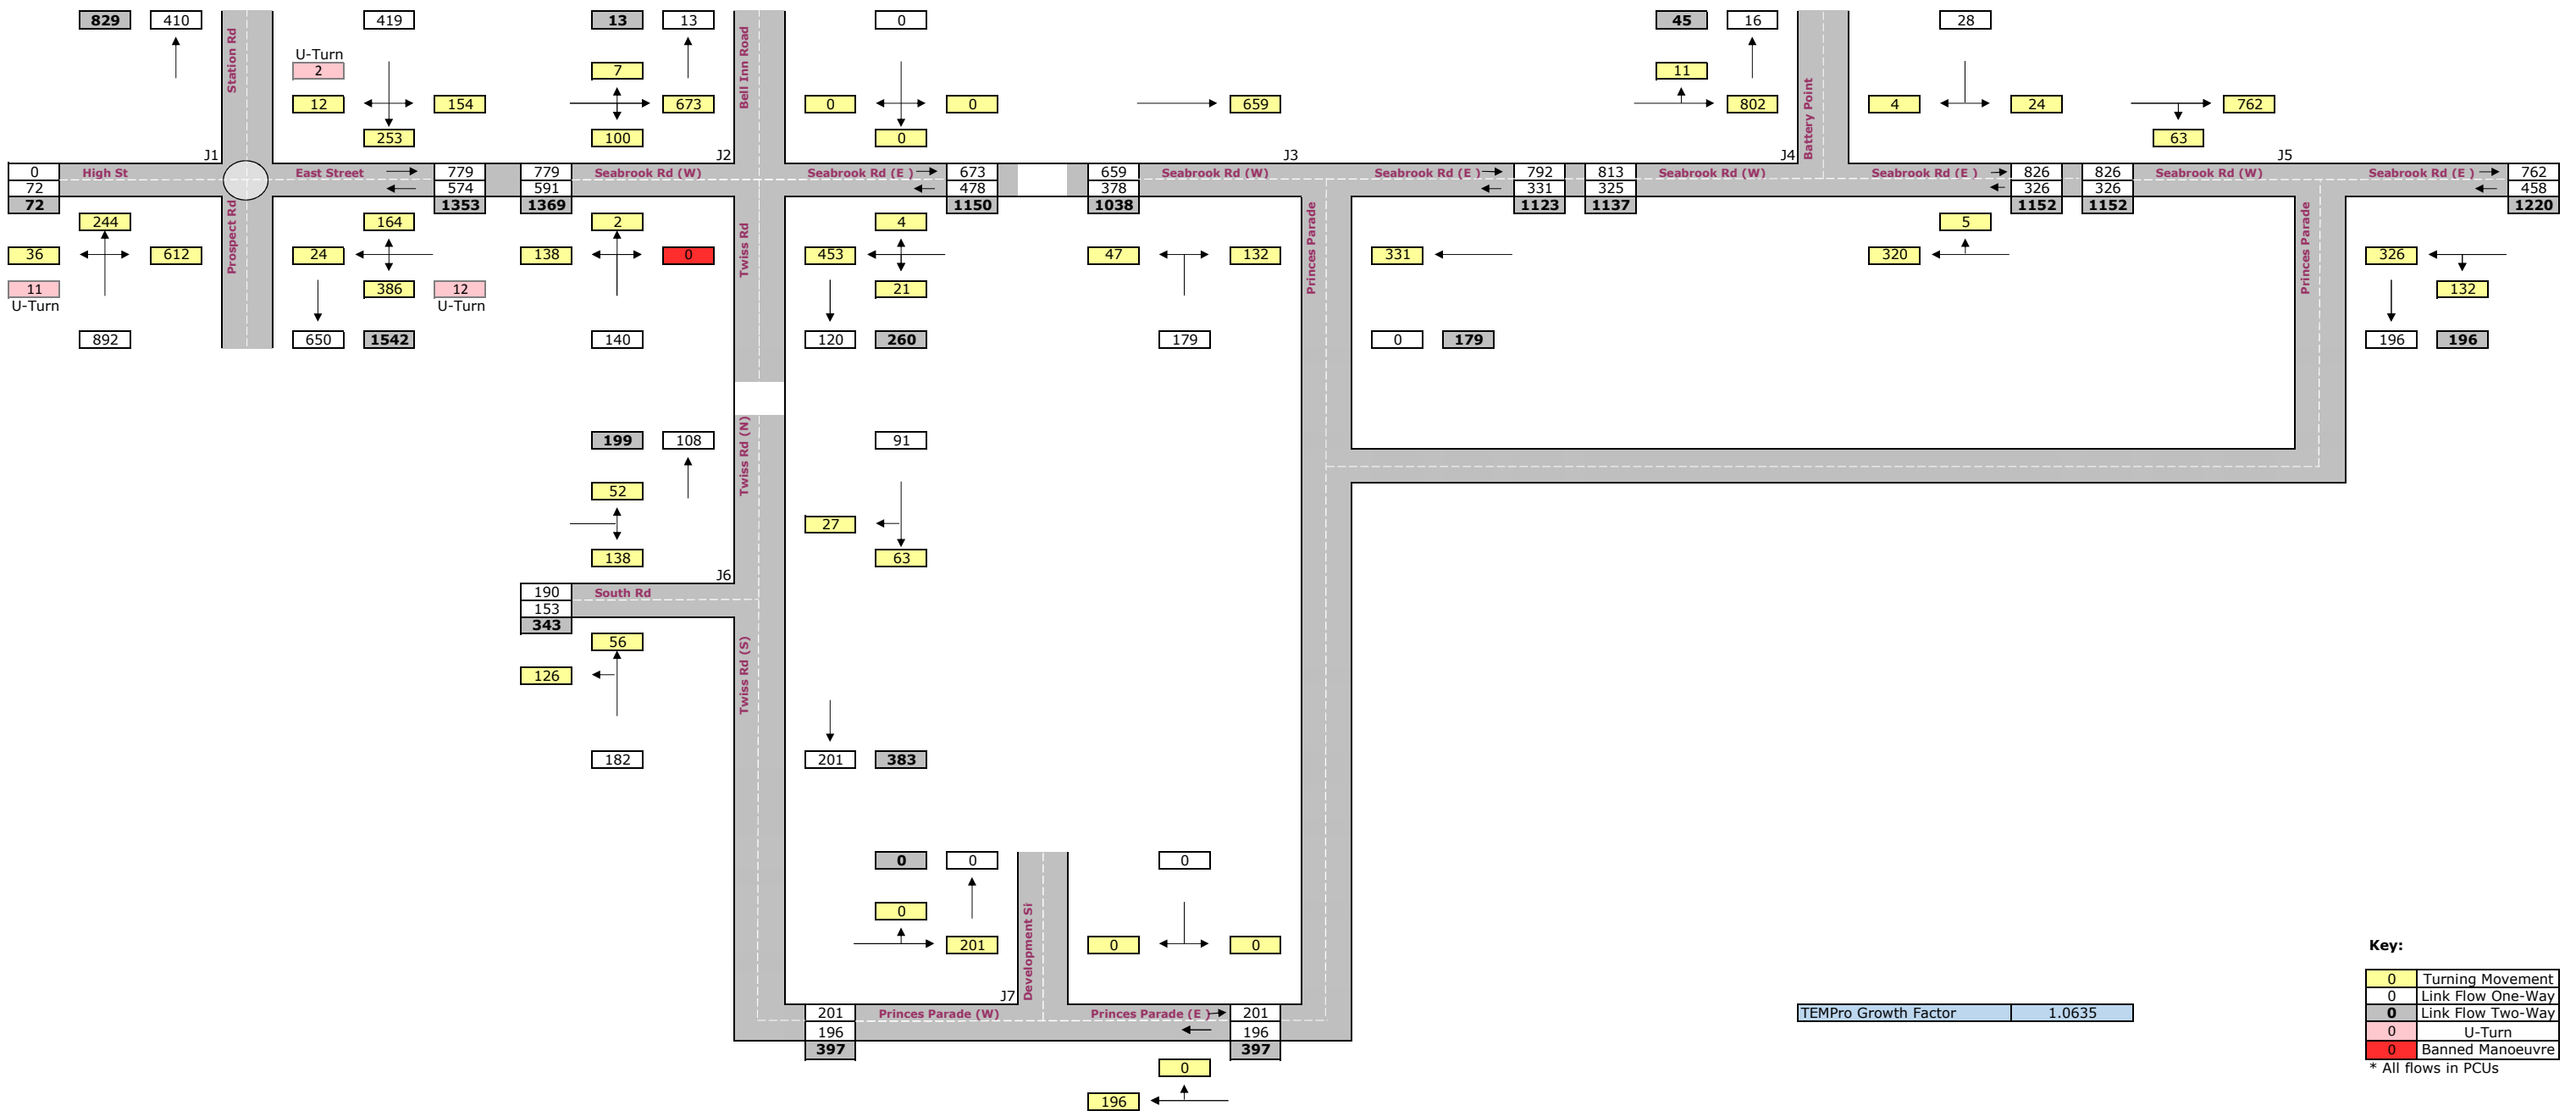 829 410 419 13 13 0 45 16 28
Station Rd
Bell Inn Road
Battery Point
U-Turn
2 7 11
12 154 673 0 0 659 802 4 24 762
253 100 0 63
J1 J2 J3 J4 J5
0 High St East Street 779 779 Seabrook Rd (W) Seabrook Rd (E ) 673 659 Seabrook Rd (W) Seabrook Rd (E ) 792 813 Seabrook Rd (W) Seabrook Rd (E ) 826 826 Seabrook Rd (W) Seabrook Rd (E ) 762
72 574 591 478 378 331 325 326 326 458
72 1353 1369 1150 1038 1123 1137 1152 1152 1220
Prospect Rd
Twiss Rd
Princes Parade
Princes Parade
244 164 2 4 5
36 612 24 138 0 453 47 132 331 320 326
11 386 12 21 132
U-Turn U-Turn
892 650 1542 140 120 260 179 0 179 196 196
199 108 91
Twiss Rd (N)
52
27
138 63
J6
190 South Rd
153
343
56
126
Twiss Rd (S)
182 201 383
0 0 0
0
201 0 0
Development Si
J7
201 Princes Parade (W) Princes Parade (E ) 201
196 196
397 397
0
196
TEMPro Growth Factor 1.0635
Key:
0 Turning Movement
0 Link Flow One-Way
0 Link Flow Two-Way
0 U-Turn
0 Banned Manoeuvre
* All flows in PCUs